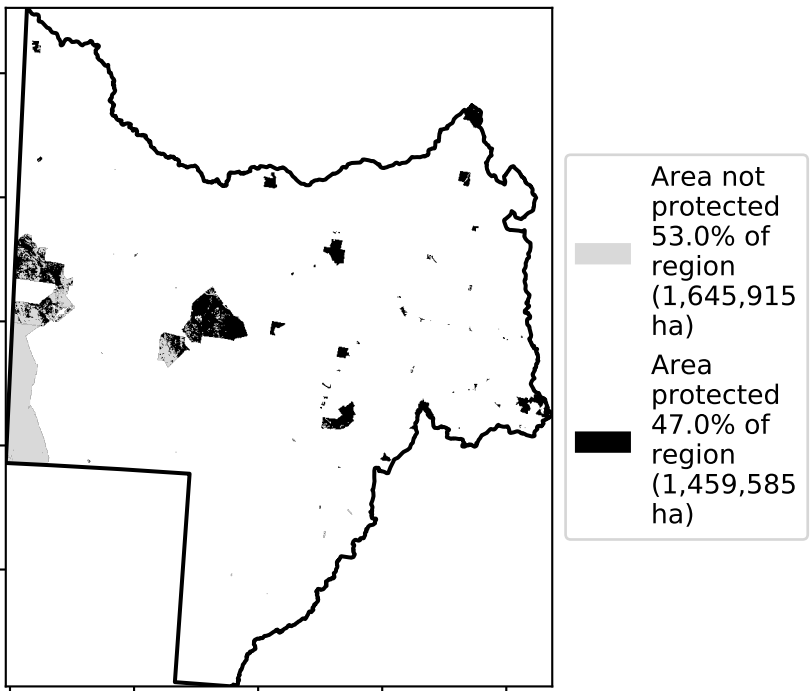 Area not
protected
53.0% of
region
(1,645,915
ha)
Area
protected
47.0% of
region
(1,459,585
ha)